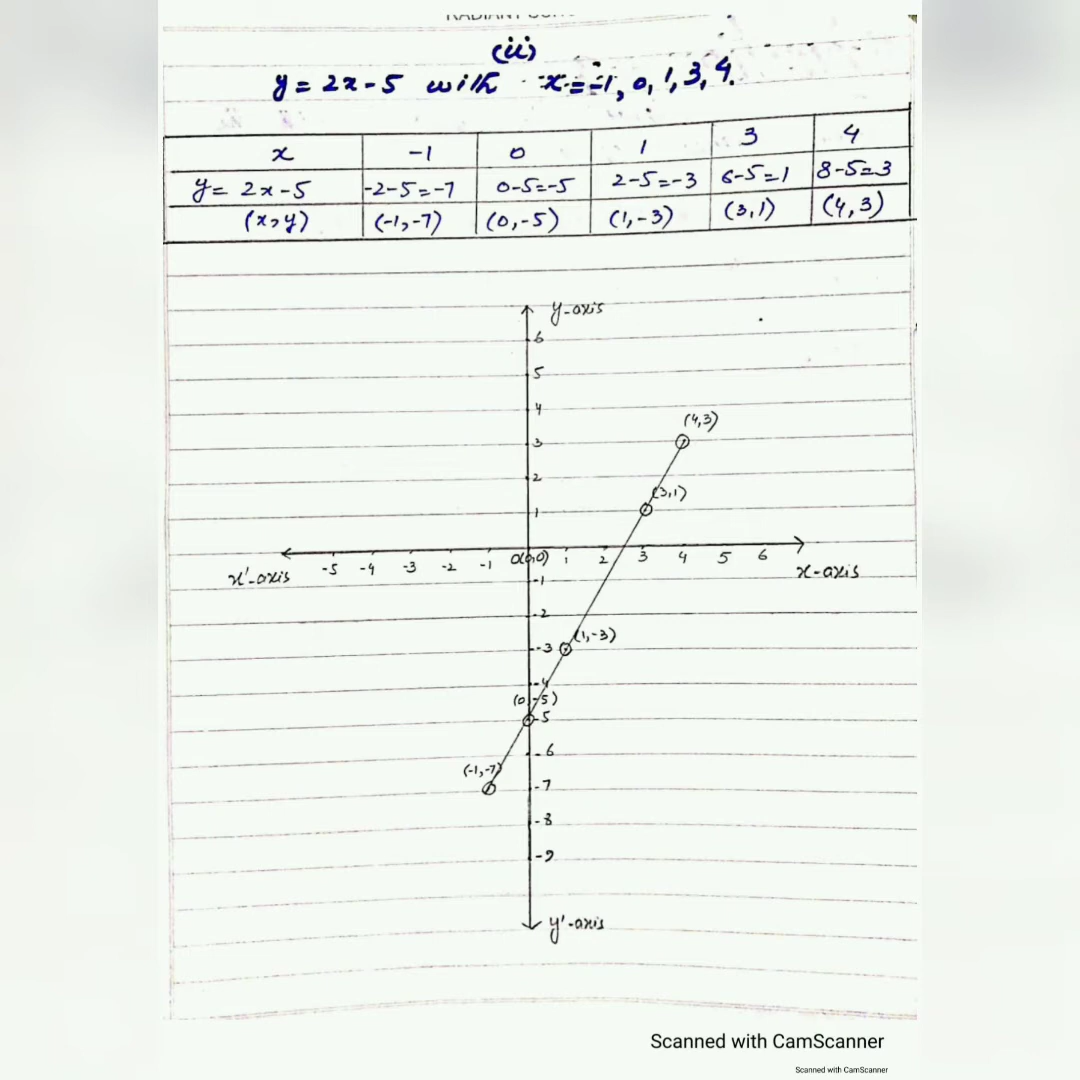 (ii)
y = 2x - 5 with x = -1, 0, 1, 3, 4.
x -1 0 1 3 4
y = 2x-5 -2-5=-7 0-5=-5 2-5=-3 6-5=1 8-5=3
(x,y) (-1,-7) (0,-5) (1,-3) (3,1) (4,3)
y-axis
6
5
4
(4,3)
3
2
(3,1)
1
x'-axis -5 -4 -3 -2 -1 O(0,0) 1 2 3 4 5 6 x-axis
-1
-2
(1,-3)
-3
-4
(0,-5)
-5
-6
(-1,-7)
-7
-8
-9
y'-axis
Scanned with CamScanner
Scanned with CamScanner